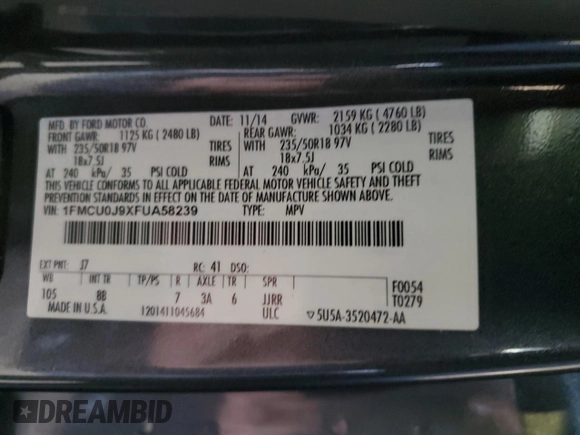 MFD. BY FORD MOTOR CO. DATE: 11/14 GVWR: 2159 KG ( 4760 LB)
FRONT GAWR: 1125 KG ( 2480 LB) REAR GAWR: 1034 KG ( 2280 LB)
WITH 235/50R18 97V TIRES WITH 235/50R18 97V TIRES
18x7.5J RIMS 18x7.5J RIMS
AT 240 kPa/ 35 PSI COLD AT 240 kPa/ 35 PSI COLD
THIS VEHICLE CONFORMS TO ALL APPLICABLE FEDERAL MOTOR VEHICLE SAFETY AND THEFT
PREVENTION STANDARDS IN EFFECT ON THE DATE OF MANUFACTURE SHOWN ABOVE.
VIN: 1FMCU0J9XFUA58239 TYPE: MPV
EXT PNT: J7 RC: 41 DSO:
WB INT TR TP/PS R AXLE TR SPR F0054
105 8B 7 3A 6 JJRR T0279
MADE IN U.S.A. 1201411045684 ULC ▽5U5A-3520472-AA
DREAMBID